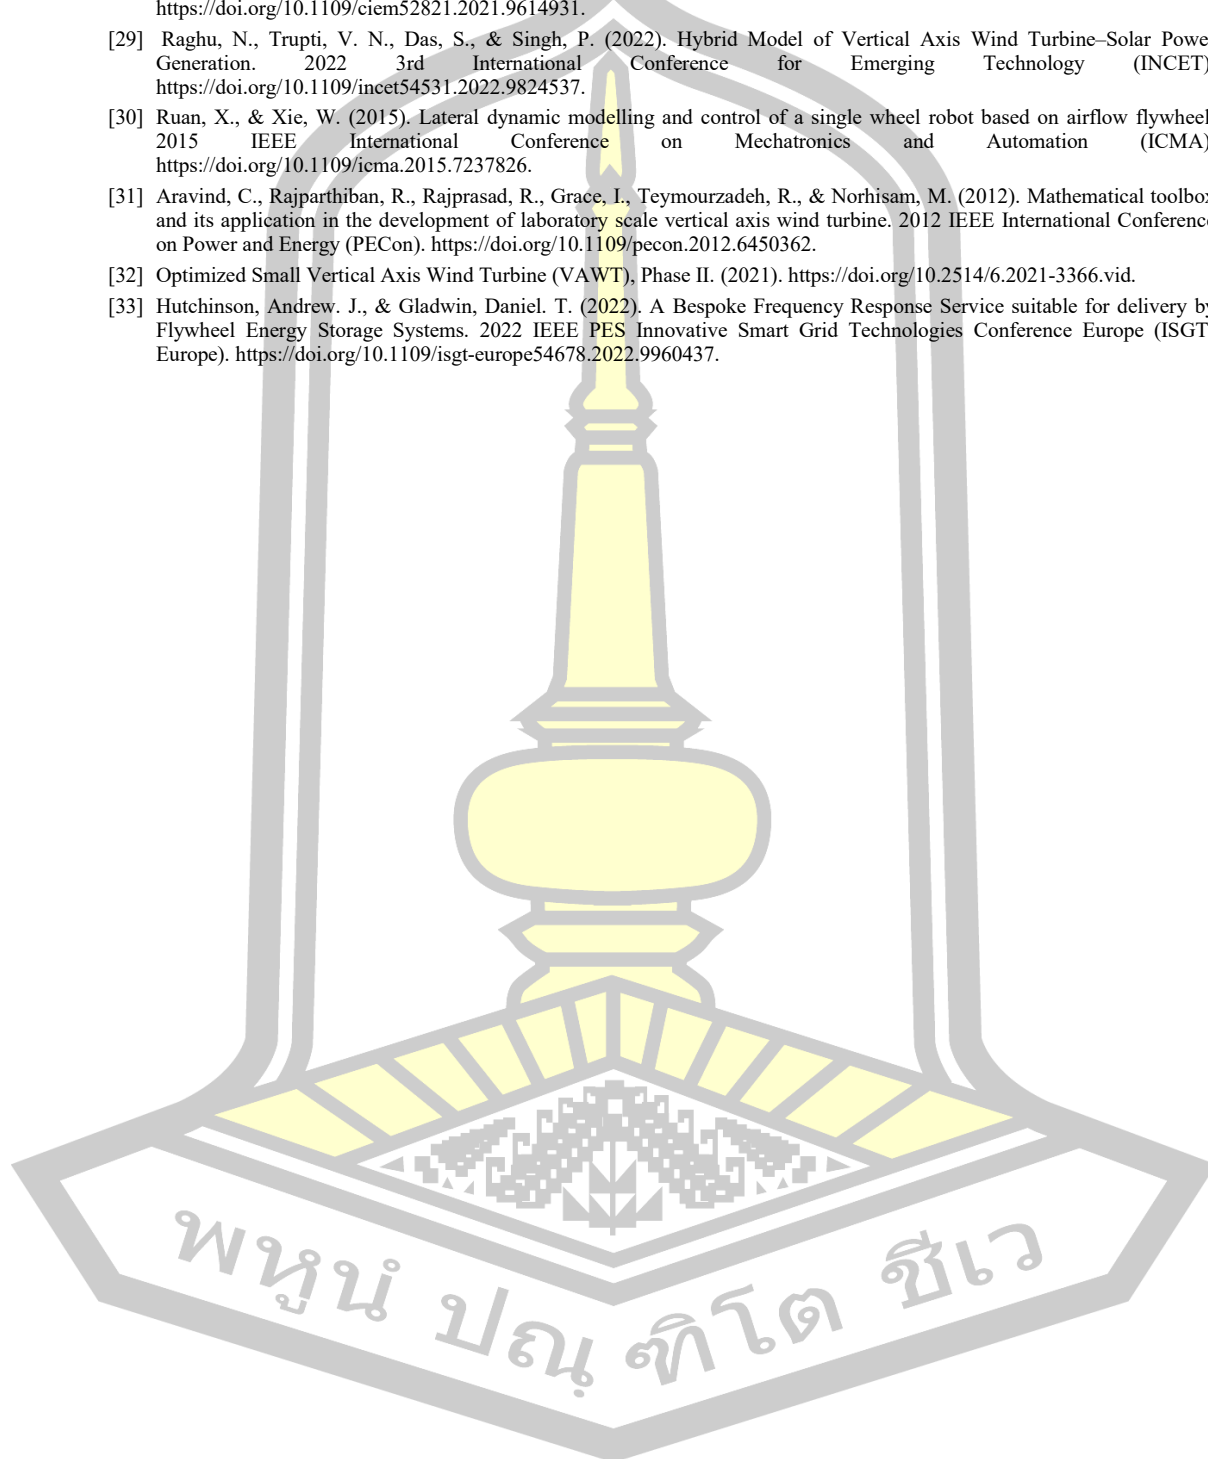 https://doi.org/10.1109/ciem52821.2021.9614931.
[29] Raghu, N., Trupti, V. N., Das, S., & Singh, P. (2022). Hybrid Model of Vertical Axis Wind Turbine–Solar Powe
Generation. 2022 3rd International Conference for Emerging Technology (INCET)
https://doi.org/10.1109/incet54531.2022.9824537.
[30] Ruan, X., & Xie, W. (2015). Lateral dynamic modelling and control of a single wheel robot based on airflow flywheel
2015 IEEE International Conference on Mechatronics and Automation (ICMA)
https://doi.org/10.1109/icma.2015.7237826.
[31] Aravind, C., Rajparthiban, R., Rajprasad, R., Grace, I., Teymourzadeh, R., & Norhisam, M. (2012). Mathematical toolbox
and its application in the development of laboratory scale vertical axis wind turbine. 2012 IEEE International Conference
on Power and Energy (PECon). https://doi.org/10.1109/pecon.2012.6450362.
[32] Optimized Small Vertical Axis Wind Turbine (VAWT), Phase II. (2021). https://doi.org/10.2514/6.2021-3366.vid.
[33] Hutchinson, Andrew. J., & Gladwin, Daniel. T. (2022). A Bespoke Frequency Response Service suitable for delivery by
Flywheel Energy Storage Systems. 2022 IEEE PES Innovative Smart Grid Technologies Conference Europe (ISGT
Europe). https://doi.org/10.1109/isgt-europe54678.2022.9960437.
พหูนํ ปณฺฑิโต ชีเว